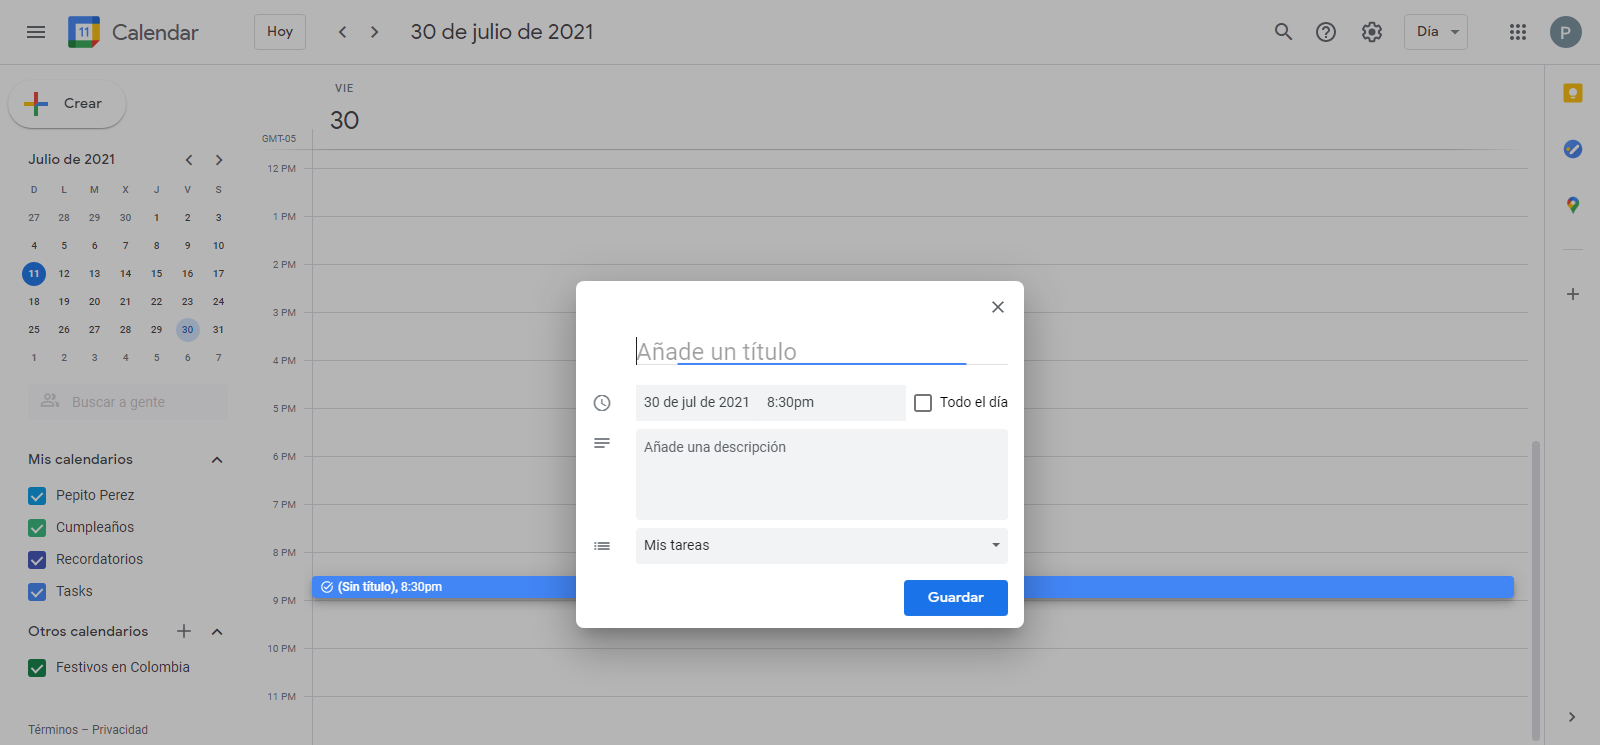 11 Calendar Hoy 30 de julio de 2021 Día P
Crear
VIE
30
GMT-05
Julio de 2021
D L M X J V S
27 28 29 30 1 2 3
4 5 6 7 8 9 10
11 12 13 14 15 16 17
18 19 20 21 22 23 24
25 26 27 28 29 30 31
1 2 3 4 5 6 7
Buscar a gente
Mis calendarios
Pepito Perez
Cumpleaños
Recordatorios
Tasks
Otros calendarios
Festivos en Colombia
Términos – Privacidad
12 PM
1 PM
2 PM
3 PM
4 PM
5 PM
6 PM
7 PM
8 PM
(Sin título), 8:30pm
9 PM
10 PM
11 PM
Añade un título
30 de jul de 2021 8:30pm Todo el día
Añade una descripción
Mis tareas
Guardar